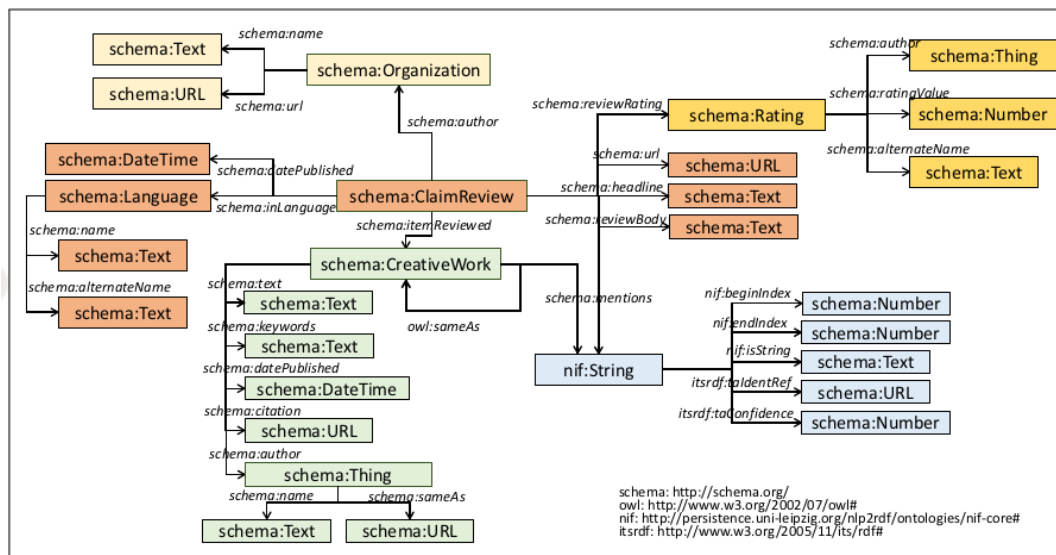 schema:name
schema:Text
schema:Organization
schema:URL
schema:url
schema:author
schema:author
schema:Thing
schema:reviewRating
schema:ratingValue
schema:Rating
schema:Number
schema:alternateName
schema:Text
schema:DateTime
schema:datePublished
schema:url
schema:URL
schema:Language
schema:inLanguage
schema:ClaimReview
schema:headline
schema:Text
schema:reviewBody
schema:Text
schema:name
schema:Text
schema:alternateName
schema:Text
schema:itemReviewed
schema:CreativeWork
schema:text
schema:Text
owl:sameAs
schema:mentions
schema:keywords
schema:Text
schema:datePublished
schema:DateTime
schema:citation
schema:URL
schema:author
schema:Thing
schema:name
schema:sameAs
schema:Text
schema:URL
nif:String
nif:beginIndex
schema:Number
nif:endIndex
schema:Number
nif:isString
schema:Text
itsrdf:taIdentRef
schema:URL
itsrdf:taConfidence
schema:Number
schema: http://schema.org/
owl: http://www.w3.org/2002/07/owl#
nif: http://persistence.uni-leipzig.org/nlp2rdf/ontologies/nif-core#
itsrdf: http://www.w3.org/2005/11/its/rdf#